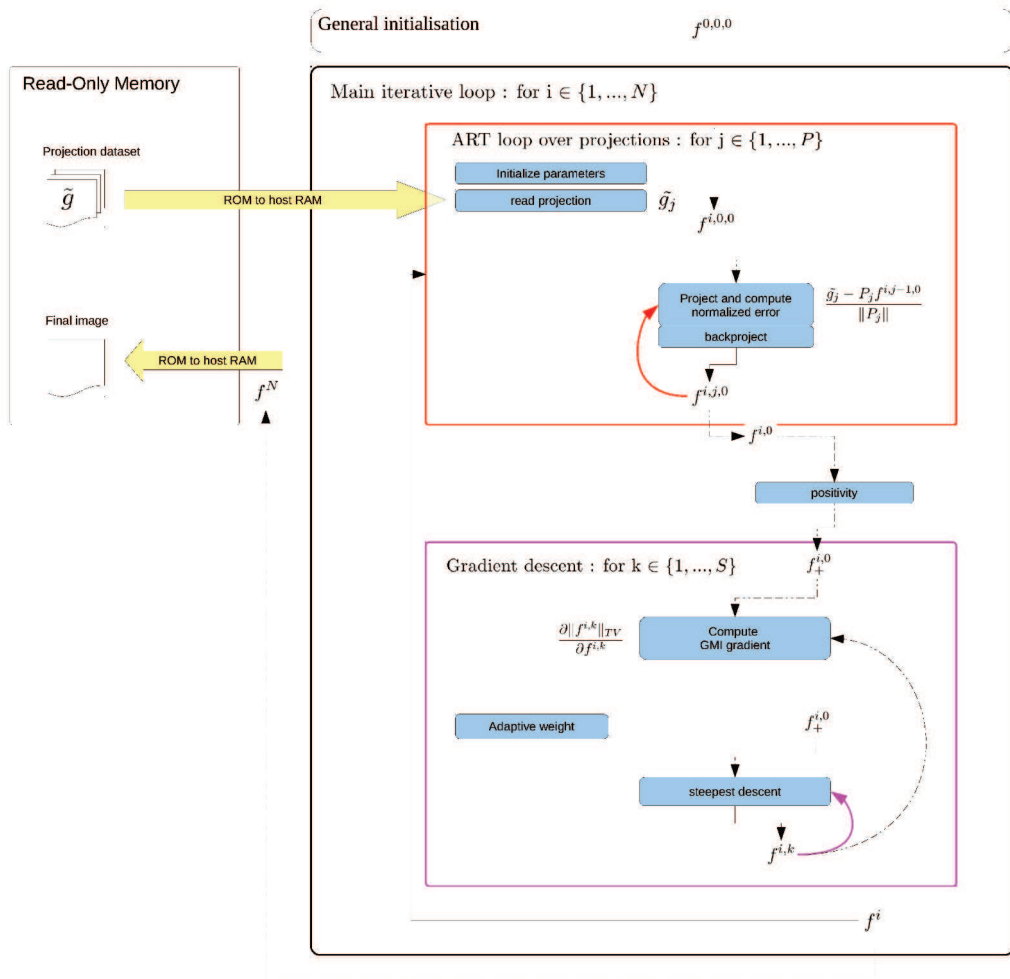 General initialisation f^{0,0,0}
Read-Only Memory
Main iterative loop : for i ∈ {1, ..., N}
ART loop over projections : for j ∈ {1, ..., P}
Projection dataset
g̃
ROM to host RAM
Initialize parameters
read projection
g̃_j
f^{i,0,0}
Project and compute
normalized error
\frac{g̃_j − P_j f^{i,j−1,0}}{‖P_j‖}
backproject
f^{i,j,0}
Final image
ROM to host RAM
f^N
f^{i,0}
positivity
f_+^{i,0}
Gradient descent : for k ∈ {1, ..., S}
\frac{∂‖f^{i,k}‖_{TV}}{∂f^{i,k}}
Compute
GMI gradient
Adaptive weight
f_+^{i,0}
steepest descent
f^{i,k}
f^i